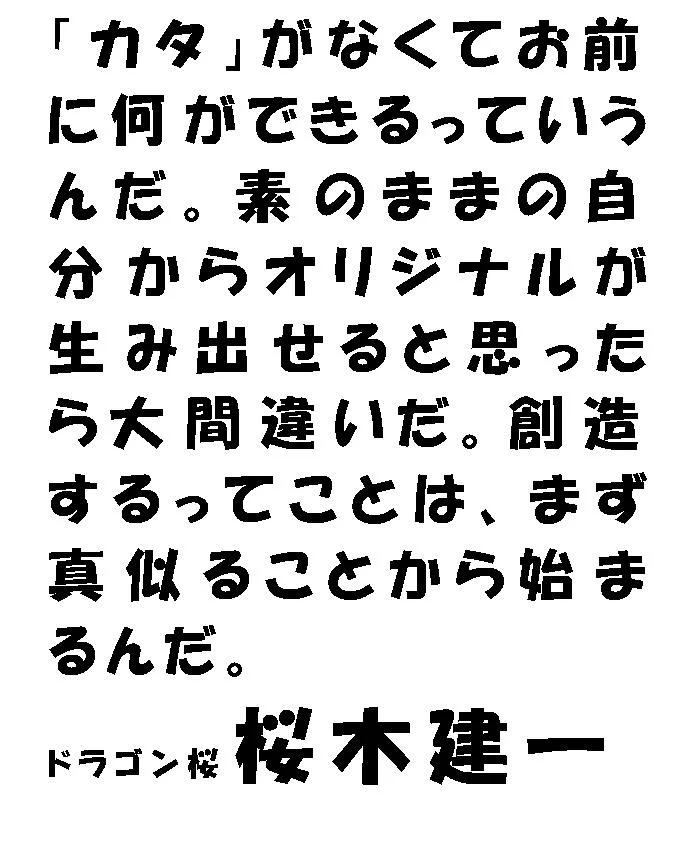 「カタ」がなくてお前
に何ができるっていう
んだ。素のままの自
分からオリジナルが
生み出せると思った
ら大間違いだ。創造
するってことは、まず
真似ることから始ま
るんだ。
ドラゴン桜 桜木建一